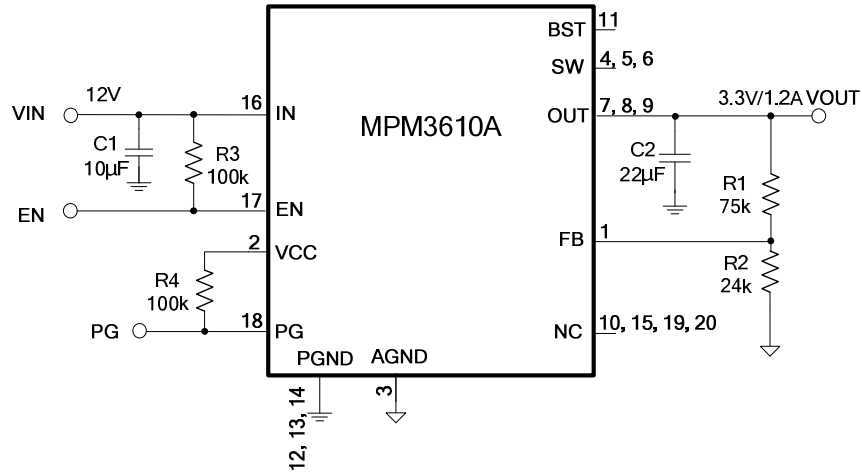 BST
11
SW
4, 5, 6
12V
3.3V/1.2A VOUT
VIN
16
IN
MPM3610A
OUT
7, 8, 9
C1
10µF
R3
100k
C2
22µF
R1
75k
EN
17
EN
2
VCC
FB
1
R4
100k
R2
24k
PG
18
PG
NC
10, 15, 19, 20
PGND
AGND
12, 13, 14
3